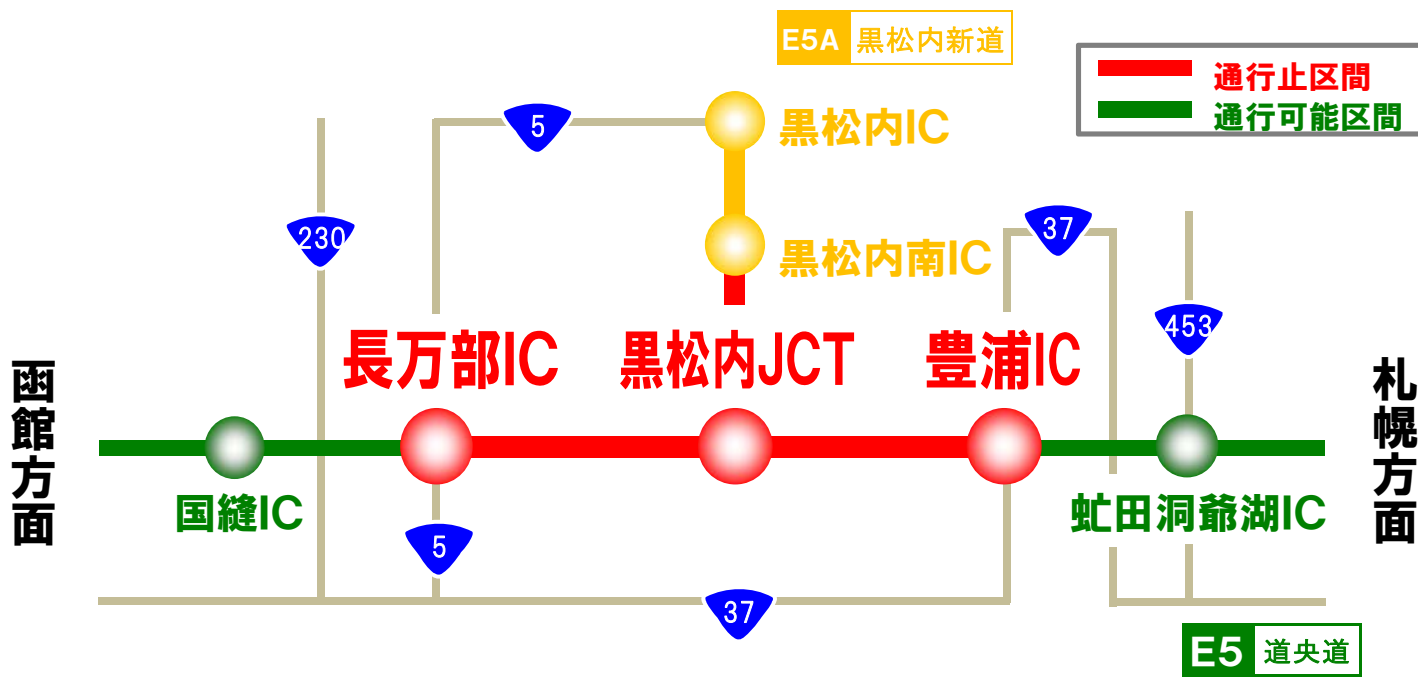 E5A 黒松内新道
通行止区間
通行可能区間
5
黒松内IC
230
37
黒松内南IC
453
長万部IC
黒松内JCT
豊浦IC
函館方面
札幌方面
国縫IC
虻田洞爺湖IC
5
37
E5 道央道